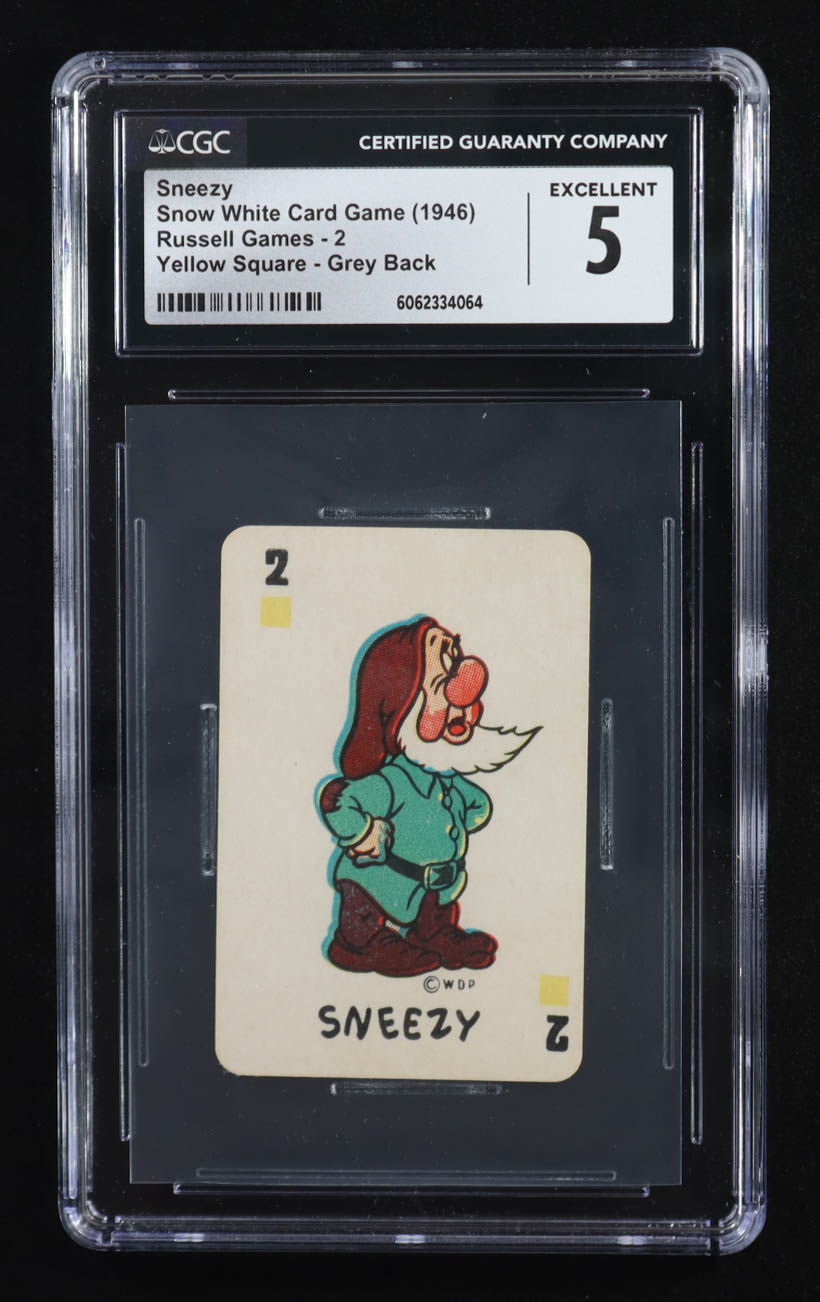 CGC
CERTIFIED GUARANTY COMPANY
Sneezy
Snow White Card Game (1946)
Russell Games - 2
Yellow Square - Grey Back
6062334064
EXCELLENT
5
2
© WDP
SNEEZY
2